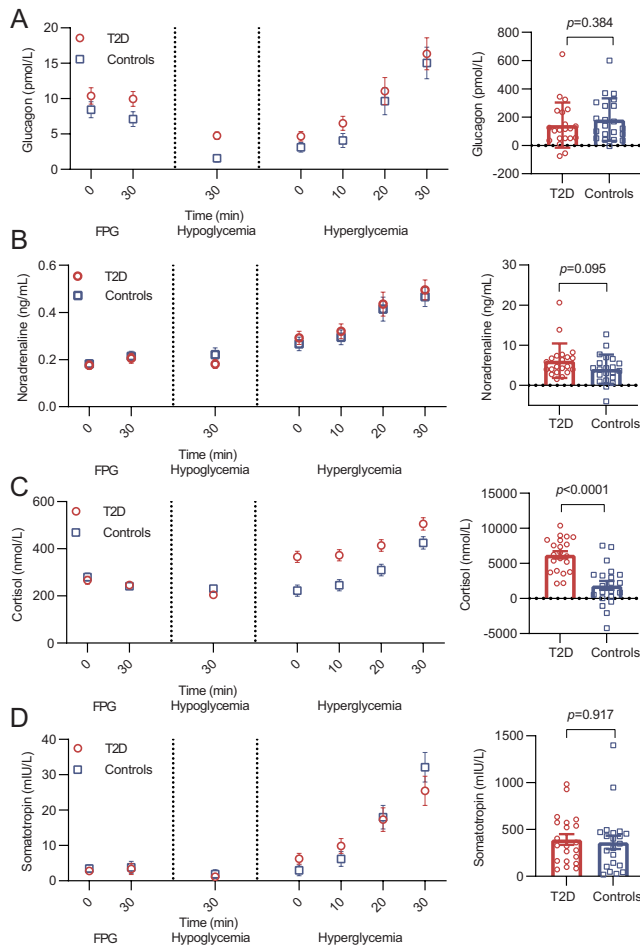 A
T2D
Controls
Glucagon (pmol/L)
20
15
10
5
0
0
30
30
0
10
20
30
Time (min)
FPG
Hypoglycemia
Hyperglycemia
p=0.384
Glucagon (pmol/L)
800
600
400
200
0
-200
T2D
Controls
B
T2D
Controls
Noradrenaline (ng/mL)
0.6
0.4
0.2
0.0
0
30
30
0
10
20
30
Time (min)
FPG
Hypoglycemia
Hyperglycemia
p=0.095
Noradrenaline (ng/mL)
30
20
10
0
T2D
Controls
C
T2D
Controls
Cortisol (nmol/L)
600
400
200
0
0
30
30
0
10
20
30
Time (min)
FPG
Hypoglycemia
Hyperglycemia
p<0.0001
Cortisol (nmol/L)
15000
10000
5000
0
-5000
T2D
Controls
D
T2D
Controls
Somatotropin (mIU/L)
40
30
20
10
0
0
30
30
0
10
20
30
Time (min)
FPG
Hypoglycemia
Hyperglycemia
p=0.917
Somatotropin (mIU/L)
1500
1000
500
0
T2D
Controls